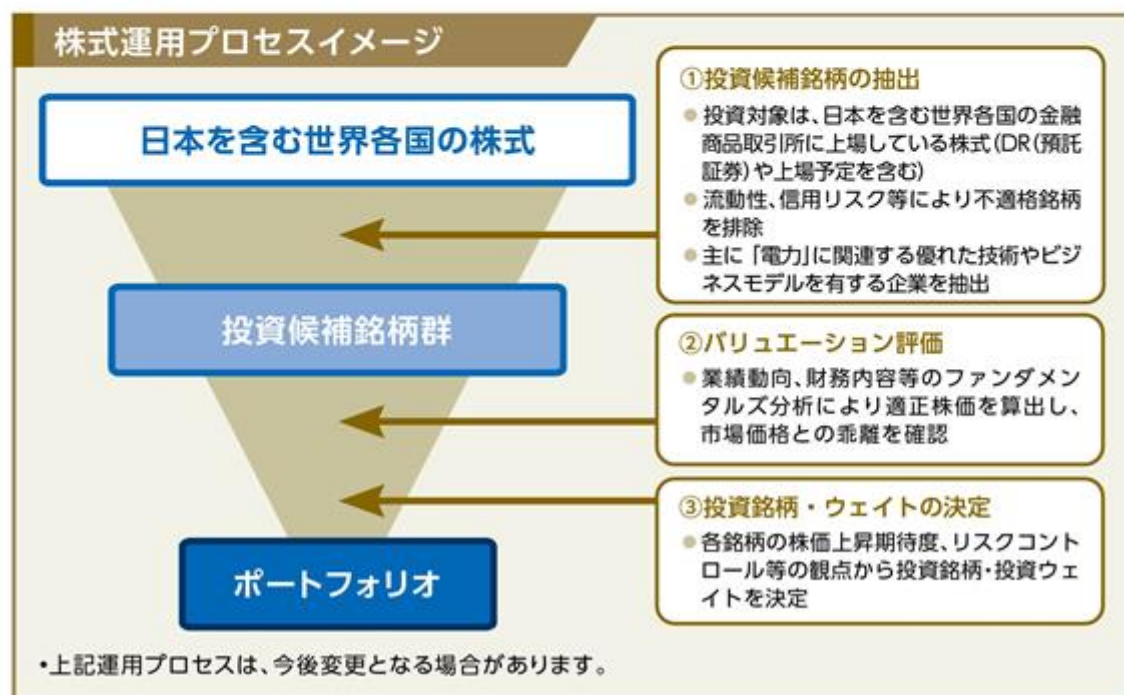 株式運用プロセスイメージ
日本を含む世界各国の株式
投資候補銘柄群
ポートフォリオ
①投資候補銘柄の抽出
●投資対象は、日本を含む世界各国の金融
商品取引所に上場している株式(DR(預託
証券)や上場予定を含む)
●流動性、信用リスク等により不適格銘柄
を排除
●主に「電力」に関連する優れた技術やビジ
ネスモデルを有する企業を抽出
②バリュエーション評価
●業績動向、財務内容等のファンダメン
タルズ分析により適正株価を算出し、
市場価格との乖離を確認
③投資銘柄・ウェイトの決定
●各銘柄の株価上昇期待度、リスクコント
ロール等の観点から投資銘柄・投資ウェ
イトを決定
•上記運用プロセスは、今後変更となる場合があります。